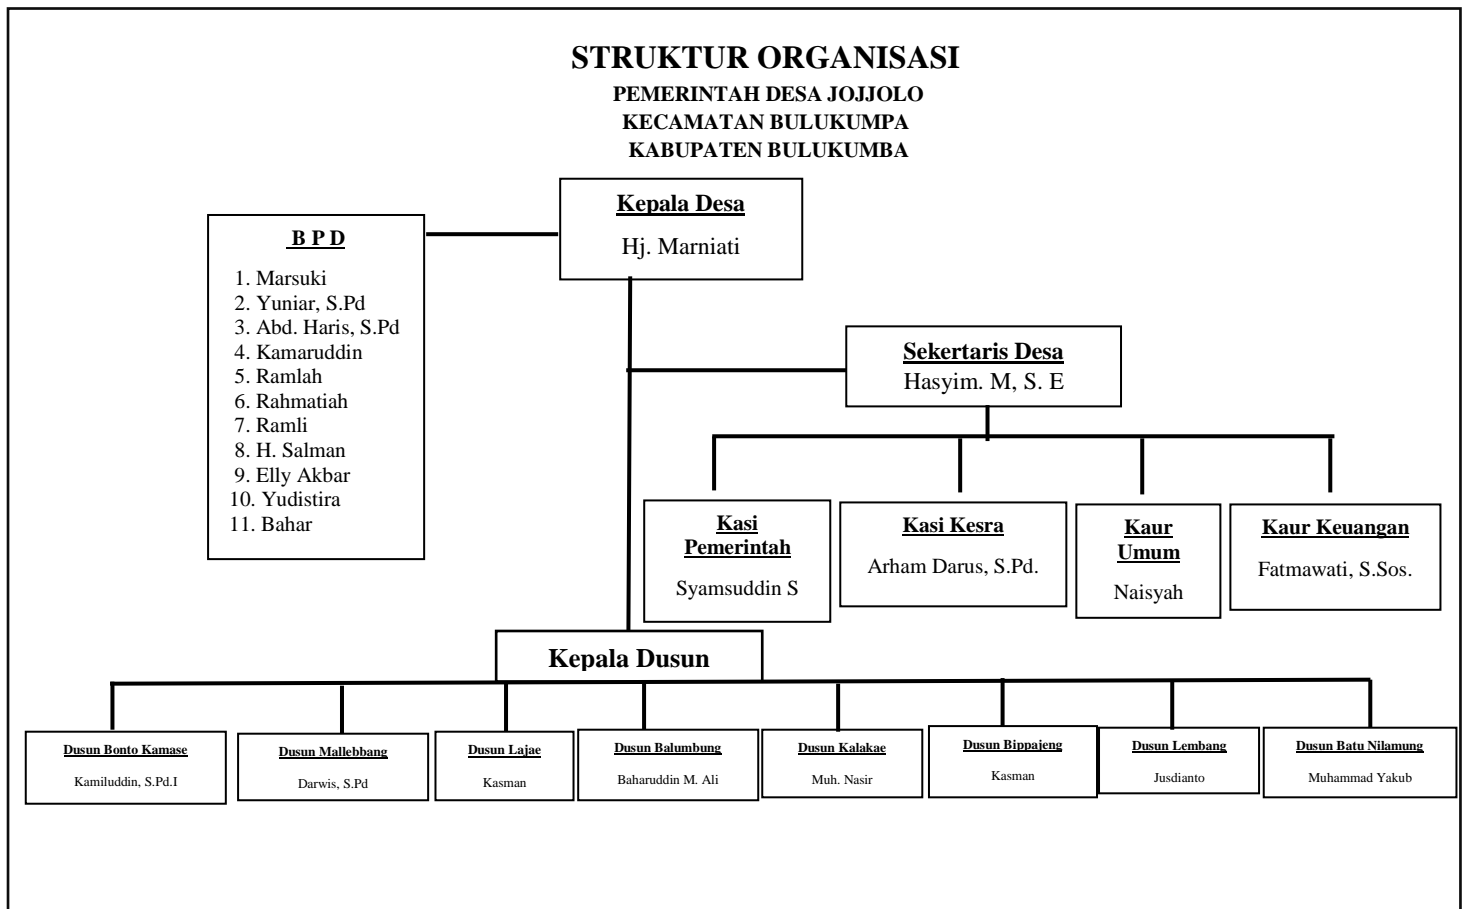 STRUKTUR ORGANISASI
PEMERINTAH DESA JOJJOLO
KECAMATAN BULUKUMPA
KABUPATEN BULUKUMBA
Kepala Desa
Hj. Marniati
B P D
1. Marsuki
2. Yuniar, S.Pd
3. Abd. Haris, S.Pd
4. Kamaruddin
5. Ramlah
6. Rahmatiah
7. Ramli
8. H. Salman
9. Elly Akbar
10. Yudistira
11. Bahar
Sekertaris Desa
Hasyim. M, S. E
Kasi
Pemerintah
Syamsuddin S
Kasi Kesra
Arham Darus, S.Pd.
Kaur
Umum
Naisyah
Kaur Keuangan
Fatmawati, S.Sos.
Kepala Dusun
Dusun Bonto Kamase
Kamiluddin, S.Pd.I
Dusun Mallebbang
Darwis, S.Pd
Dusun Lajae
Kasman
Dusun Balumbung
Baharuddin M. Ali
Dusun Kalakae
Muh. Nasir
Dusun Bippajeng
Kasman
Dusun Lembang
Jusdianto
Dusun Batu Nilamung
Muhammad Yakub